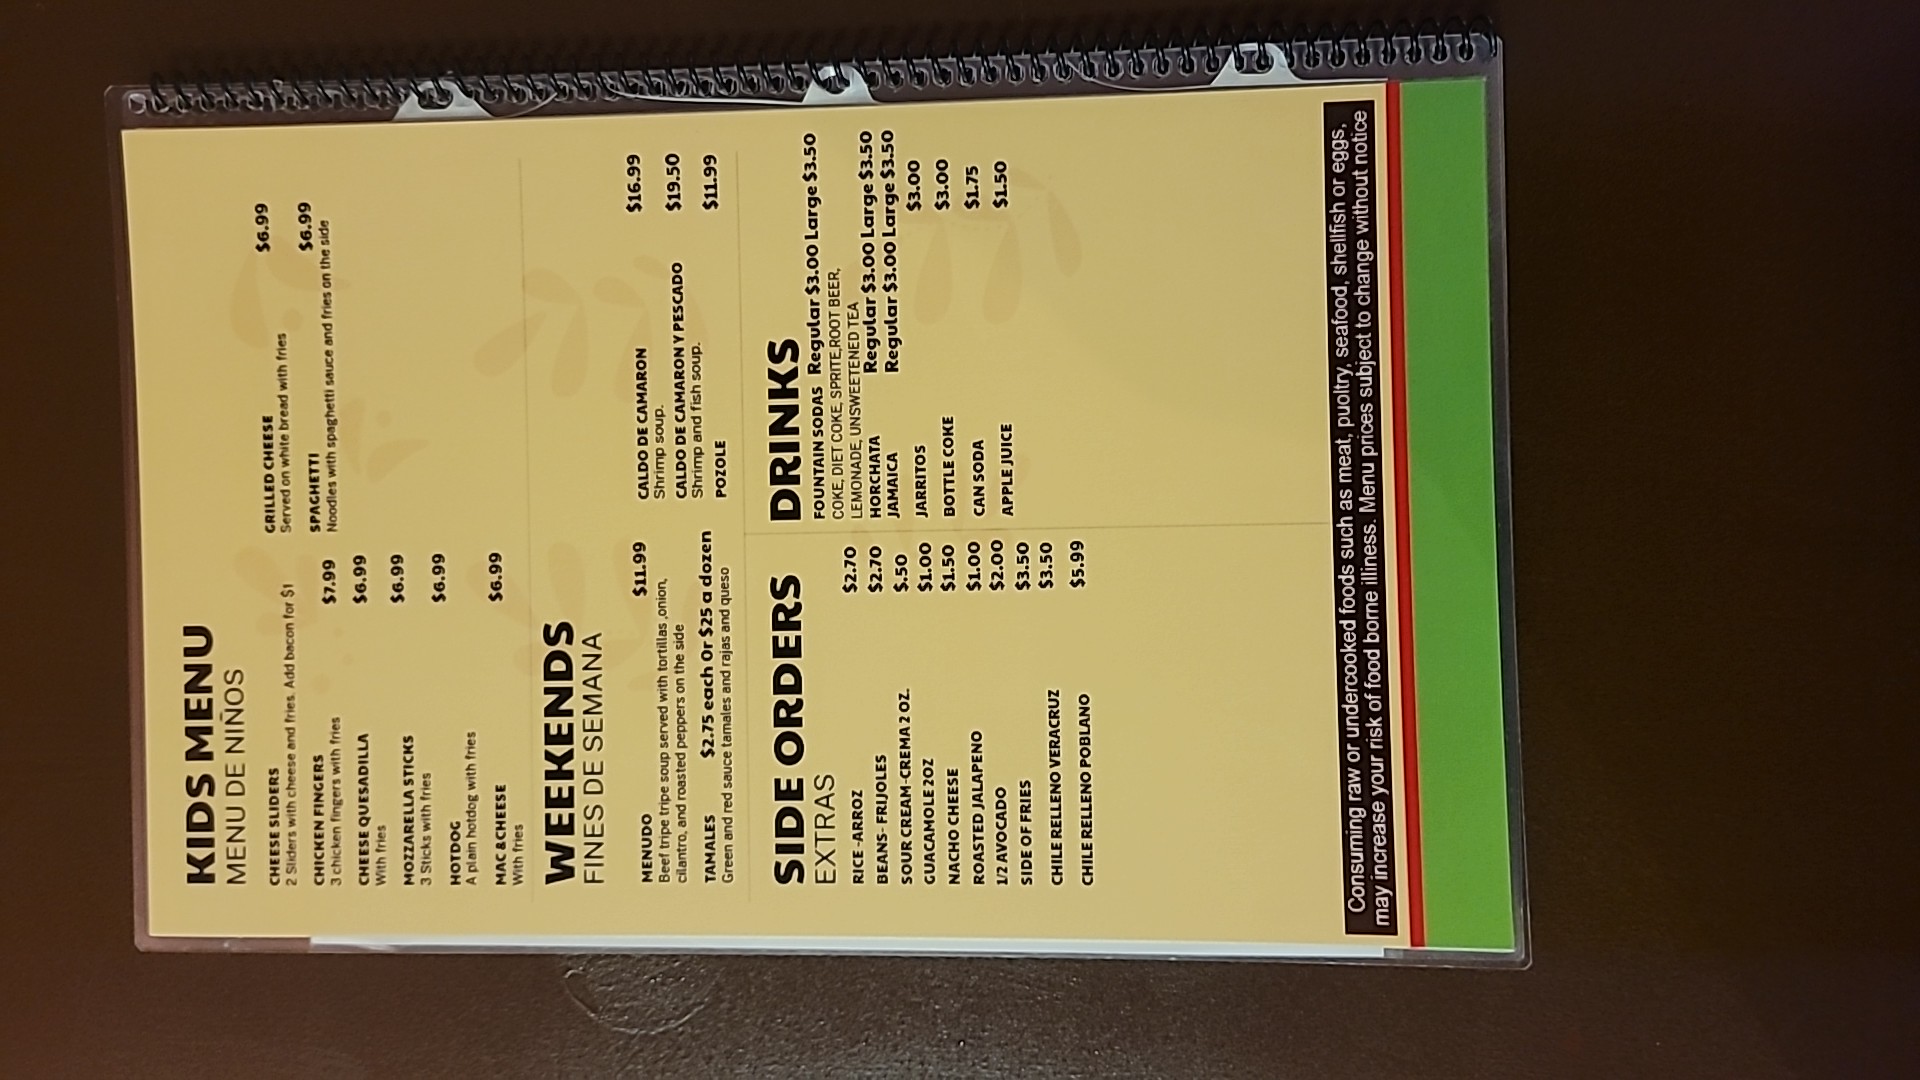 KIDS MENU
MENU DE NIÑOS
CHEESE SLIDERS
2 Sliders with cheese and fries. Add bacon for $1
CHICKEN FINGERS $7.99
3 chicken fingers with fries
CHEESE QUESADILLA $6.99
With fries
MOZZARELLA STICKS $6.99
3 Sticks with fries
HOTDOG $6.99
A plain hotdog with fries
MAC &CHEESE $6.99
With fries
GRILLED CHEESE $6.99
Served on white bread with fries
SPAGHETTI $6.99
Noodles with spaghetti sauce and fries on the side
WEEKENDS
FINES DE SEMANA
MENUDO $11.99
Beef tripe tripe soup served with tortillas ,onion,
cilantro, and roasted peppers on the side
TAMALES $2.75 each Or $25 a dozen
Green and red sauce tamales and rajas and queso
CALDO DE CAMARON $16.99
Shrimp soup.
CALDO DE CAMARON Y PESCADO $19.50
Shrimp and fish soup.
POZOLE $11.99
SIDE ORDERS
EXTRAS
RICE -ARROZ $2.70
BEANS- FRIJOLES $2.70
SOUR CREAM-CREMA 2 OZ. $.50
GUACAMOLE 2OZ $1.00
NACHO CHEESE $1.50
ROASTED JALAPENO $1.00
1/2 AVOCADO $2.00
SIDE OF FRIES $3.50
CHILE RELLENO VERACRUZ $3.50
CHILE RELLENO POBLANO $5.99
DRINKS
FOUNTAIN SODAS Regular $3.00 Large $3.50
COKE, DIET COKE, SPRITE,ROOT BEER,
LEMONADE, UNSWEETENED TEA
HORCHATA Regular $3.00 Large $3.50
JAMAICA Regular $3.00 Large $3.50
JARRITOS $3.00
BOTTLE COKE $3.00
CAN SODA $1.75
APPLE JUICE $1.50
Consuming raw or undercooked foods such as meat, puoltry, seafood, shellfish or eggs,
may increase your risk of food borne illiness. Menu prices subject to change without notice